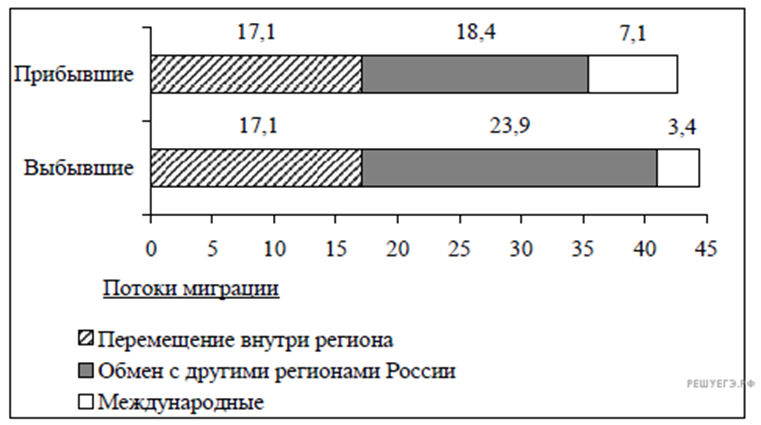 17,1 18,4 7,1
Прибывшие
17,1 23,9 3,4
Выбывшие
0 5 10 15 20 25 30 35 40 45
Потоки миграции
Перемещение внутри региона
Обмен с другими регионами России
Международные
РЕШУЕГЭ.РФ